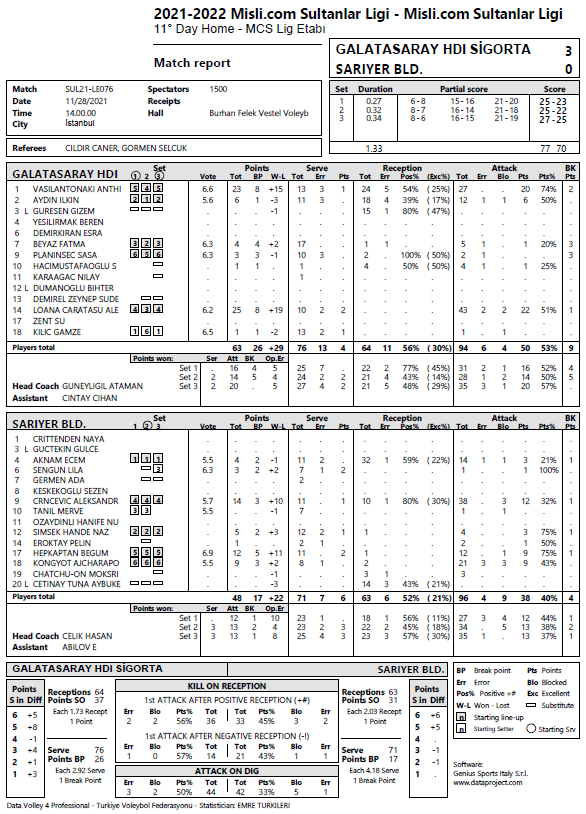 2021-2022 Misli.com Sultanlar Ligi - Misli.com Sultanlar Ligi
11° Day Home - MCS Lig Etabı
Match report
GALATASARAY HDI SİGORTA 3
SARIYER BLD. 0
Match SUL21-LE076 Spectators 1500
Date 11/28/2021 Receipts
Time 14.00.00 Hall Burhan Felek Vestel Voleyb
City İstanbul
Set Duration Partial score Score
1 0.27 6-8 15-16 21-20 25-23
2 0.32 8-7 16-14 21-18 25-22
3 0.34 8-6 16-15 21-19 27-25
1.33 77 70
Referees CILDIR CANER, GORMEN SELCUK
GALATASARAY HDI Set 1 2 3 Points Serve Reception Attack BK
Vote Tot BP W-L Tot Err Pts Tot Err Pos% (Exc%) Tot Err Blo Pts Pts% Pts
1 VASILANTONAKI ANTHI 5 4 5 6.6 23 8 +15 13 3 1 24 5 54% (25%) 27 . . 20 74% 2
2 AYDIN ILKIN 2 1 2 5.6 6 1 -3 11 3 . 18 4 39% (17%) 12 1 1 6 50% .
3 L GURESEN GIZEM . . . -1 . . . 15 1 80% (47%) . . . . . .
4 YESILIRMAK BEREN
6 DEMIRKIRAN ESRA
7 BEYAZ FATMA 3 2 3 6.3 4 4 +2 17 . . 1 1 . . 5 1 . 1 20% 3
9 PLANINSEC SASA 6 5 6 6.3 3 3 -1 10 3 . 2 . 100% (50%) 2 1 . . . 3
10 HACIMUSTAFAOGLU S . 1 1 . 1 . . 4 . 50% (50%) 4 1 . 1 25% .
11 KARAAGAC NILAY . . . . 1 . . . . . . . . . . . .
12 L DUMANOGLU BIHTER
13 DEMIREL ZEYNEP SUDE
14 LOANA CARATASU ALE 4 3 4 6.2 25 8 +19 10 2 2 . . . . 43 2 2 22 51% 1
17 ZENT SU
18 KILIC GAMZE 1 6 1 6.5 1 1 -2 13 2 1 . . . . 1 . 1 . . .
Players total 63 26 +29 76 13 4 64 11 56% (30%) 94 6 4 50 53% 9
Points won: Ser Att BK Op.Er
Set 1 . 16 4 5 25 7 . 22 2 77% (45%) 31 2 1 16 52% 4
Set 2 2 14 5 4 24 2 2 21 4 43% (14%) 28 1 2 14 50% 5
Head Coach GUNEYLIGIL ATAMAN Set 3 2 20 . 5 27 4 2 21 5 48% (29%) 35 3 1 20 57% .
Assistant CINTAY CIHAN
SARIYER BLD. Set 1 2 3 Points Serve Reception Attack BK
Vote Tot BP W-L Tot Err Pts Tot Err Pos% (Exc%) Tot Err Blo Pts Pts% Pts
1 CRITTENDEN NAYA
3 L GUCTEKIN GULCE
4 AKNAM ECEM 1 1 1 5.5 4 2 -1 11 2 . 32 1 59% (22%) 14 1 1 3 21% 1
6 SENGUN LILA 3 6.3 3 2 +2 7 1 2 . . . . 1 . . 1 100% .
7 GERMEN ADA . . . . 2 . . . . . . . . . . . .
8 KESKEKOGLU SEZEN
9 CRNCEVIC ALEKSANDR 4 4 4 5.7 14 3 +10 11 . 1 10 1 80% (30%) 38 . 3 12 32% 1
10 TANIL MERVE 3 3 5.5 . . -1 7 . . . . . . . . . . . 1
11 OZAYDINLI HANIFE NU
12 SIMSEK HANDE NAZ 2 2 2 . 5 2 +3 12 2 1 . . . . 4 . . 3 75% 1
14 EROKTAY PELIN . 1 . . 2 1 . . . . . 2 . . 1 50% .
17 HEPKAPTAN BEGUM 5 5 5 6.9 12 5 +11 11 . 2 . . . . 12 . 1 9 75% 1
18 KONGYOT AJCHARAPO 6 6 6 5.5 9 3 +2 8 1 . 2 . . . 21 3 3 9 43% .
19 CHATCHU-ON MOKSRI . . . -1 . . . 3 1 . . 3 . . . . .
20 L CETINAY TUNA AYBUKE . . . -3 . . . 14 3 43% (21%) . . . . . .
Players total 48 17 +22 71 7 6 63 6 52% (21%) 96 4 9 38 40% 4
Points won: Ser Att BK Op.Er
Set 1 . 12 1 10 23 1 . 18 1 56% (11%) 27 3 4 12 44% 1
Set 2 3 13 2 4 22 2 3 22 2 45% (18%) 34 . 5 13 38% 2
Head Coach CELIK HASAN Set 3 3 13 1 8 25 4 3 23 3 57% (30%) 35 1 . 13 37% 1
Assistant ABILOV E
GALATASARAY HDI SİGORTA SARIYER BLD.
Points S in Diff
6 +5
5 +8
4 -1
3 +4
2 +1
1 +3
Receptions 64
Points SO 37
Each 1.73 Recept
1 Point
Serve 76
Points BP 26
Each 2.92 Serve
1 Break Point
KILL ON RECEPTION
1st ATTACK AFTER POSITIVE RECEPTION (+#)
Err Blo Pts% Tot Tot Pts% Blo Err
2 2 56% 36 33 45% 3 2
1st ATTACK AFTER NEGATIVE RECEPTION (-!)
Err Blo Pts% Tot Tot Pts% Blo Err
1 0 57% 14 21 43% 1 1
ATTACK ON DIG
Err Blo Pts% Tot Tot Pts% Blo Err
3 2 50% 44 42 33% 5 1
Receptions 63
Points SO 31
Each 2.03 Recept
1 Point
Serve 71
Points BP 17
Each 4.18 Serve
1 Break Point
Points S in Diff
6 +6
5 +5
4 .
3 -1
2 -1
1 .
BP Break point Pts Points
Err Error Blo Blocked
Pos% Positive +# Exc Excellent
W-L Won - Lost Substitute
n Starting line-up
n Starting Setter Starting Srv
Software:
Genius Sports Italy S.r.l.
www.dataproject.com
Data Volley 4 Professional - Turkiye Voleybol Federasyonu - Statistician: EMRE TURKILERI